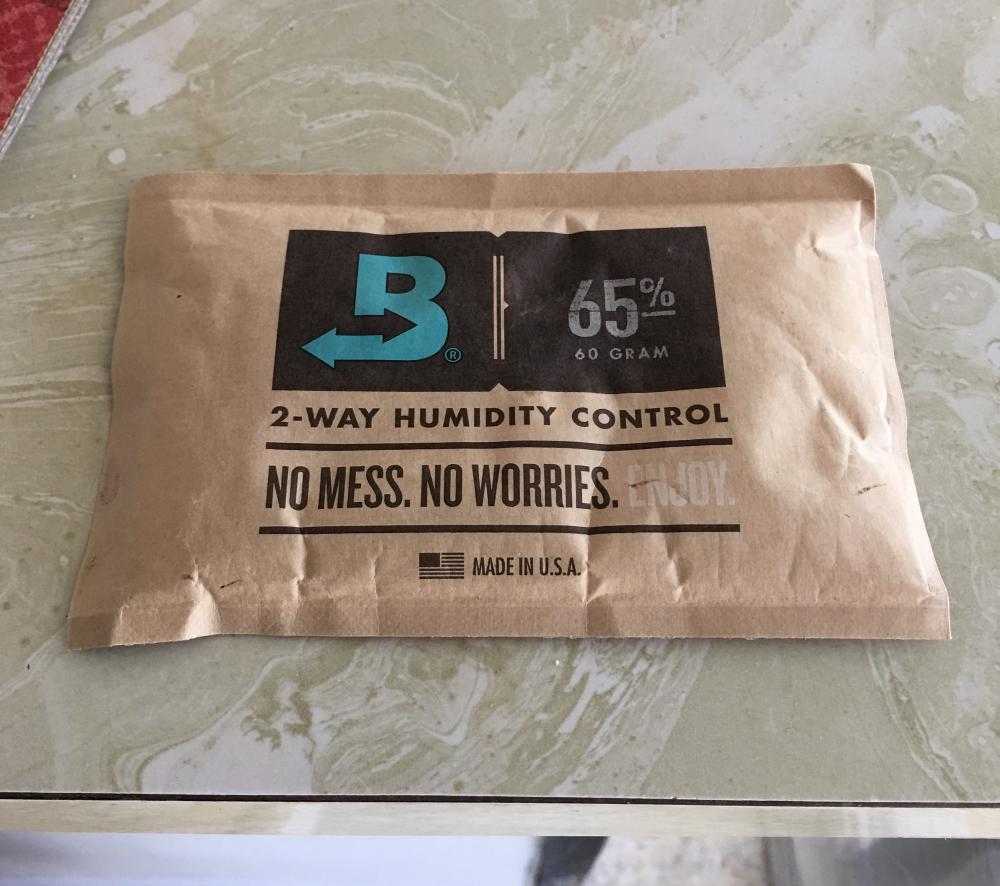 B®
65%
60 GRAM
2-WAY HUMIDITY CONTROL
NO MESS. NO WORRIES. ENJOY.
MADE IN U.S.A.